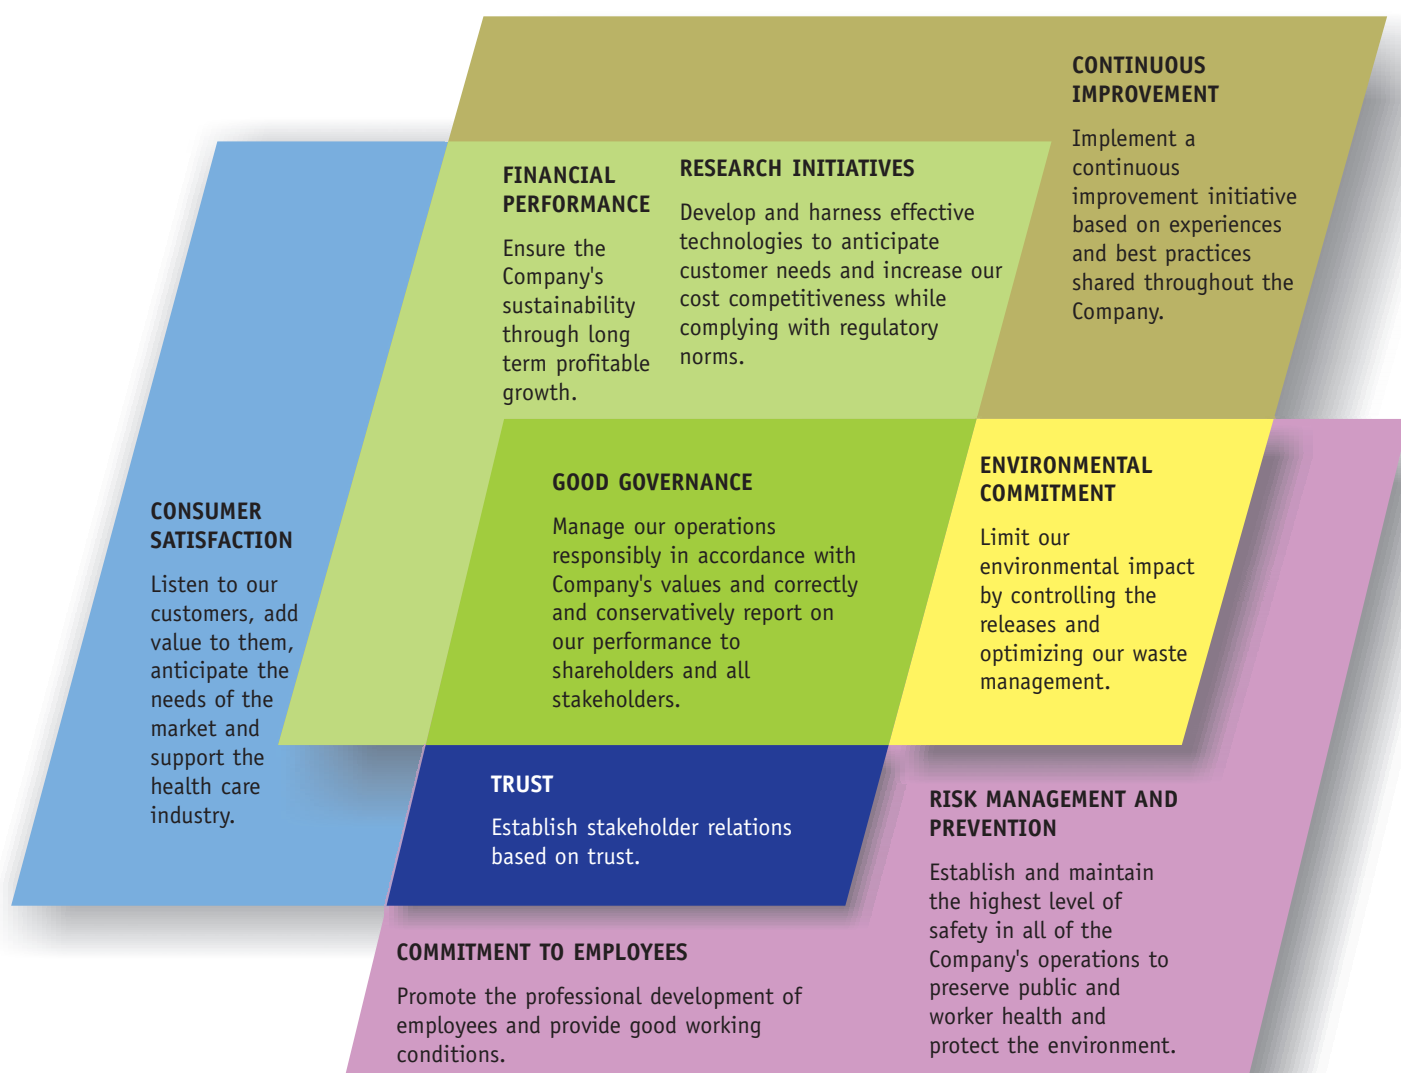 CONTINUOUS
IMPROVEMENT
Implement a
continuous
improvement initiative
based on experiences
and best practices
shared throughout the
Company.
FINANCIAL
PERFORMANCE
Ensure the
Company's
sustainability
through long
term profitable
growth.
RESEARCH INITIATIVES
Develop and harness effective
technologies to anticipate
customer needs and increase our
cost competitiveness while
complying with regulatory
norms.
CONSUMER
SATISFACTION
Listen to our
customers, add
value to them,
anticipate the
needs of the
market and
support the
health care
industry.
GOOD GOVERNANCE
Manage our operations
responsibly in accordance with
Company's values and correctly
and conservatively report on
our performance to
shareholders and all
stakeholders.
ENVIRONMENTAL
COMMITMENT
Limit our
environmental impact
by controlling the
releases and
optimizing our waste
management.
TRUST
Establish stakeholder relations
based on trust.
RISK MANAGEMENT AND
PREVENTION
Establish and maintain
the highest level of
safety in all of the
Company's operations to
preserve public and
worker health and
protect the environment.
COMMITMENT TO EMPLOYEES
Promote the professional development of
employees and provide good working
conditions.